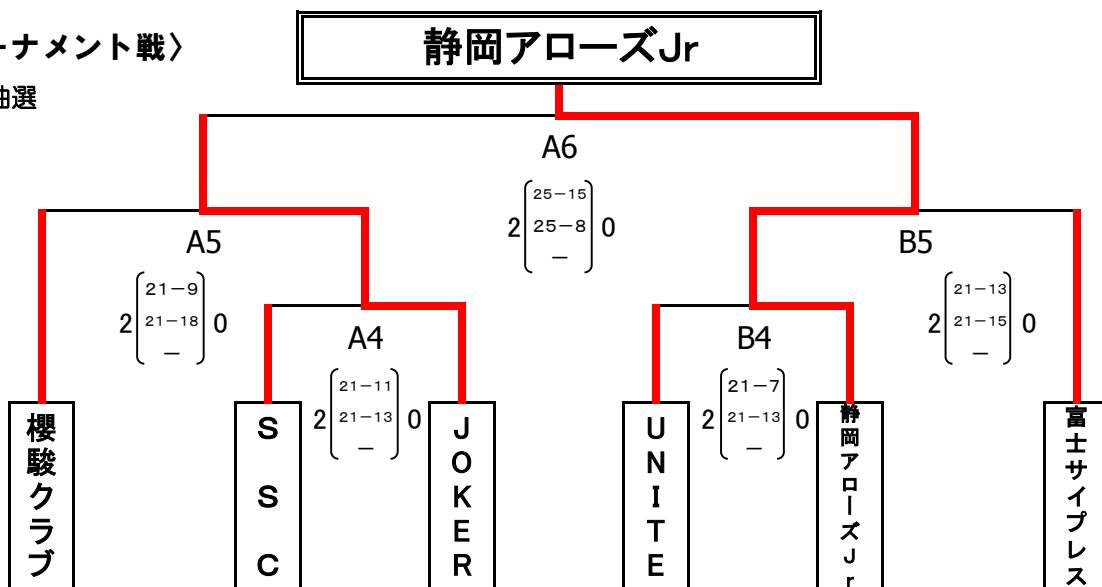 ーナメント戦〉
抽選
静岡アローズJr
A6
25－15
2 25－8 0
－
A5
21－9
2 21－18 0
－
B5
21－13
2 21－15 0
－
A4
21－11
2 21－13 0
－
B4
21－7
2 21－13 0
－
櫻駿クラブ
SSC
JOKER
UNITE
静岡アローズJr
富士サイプレス